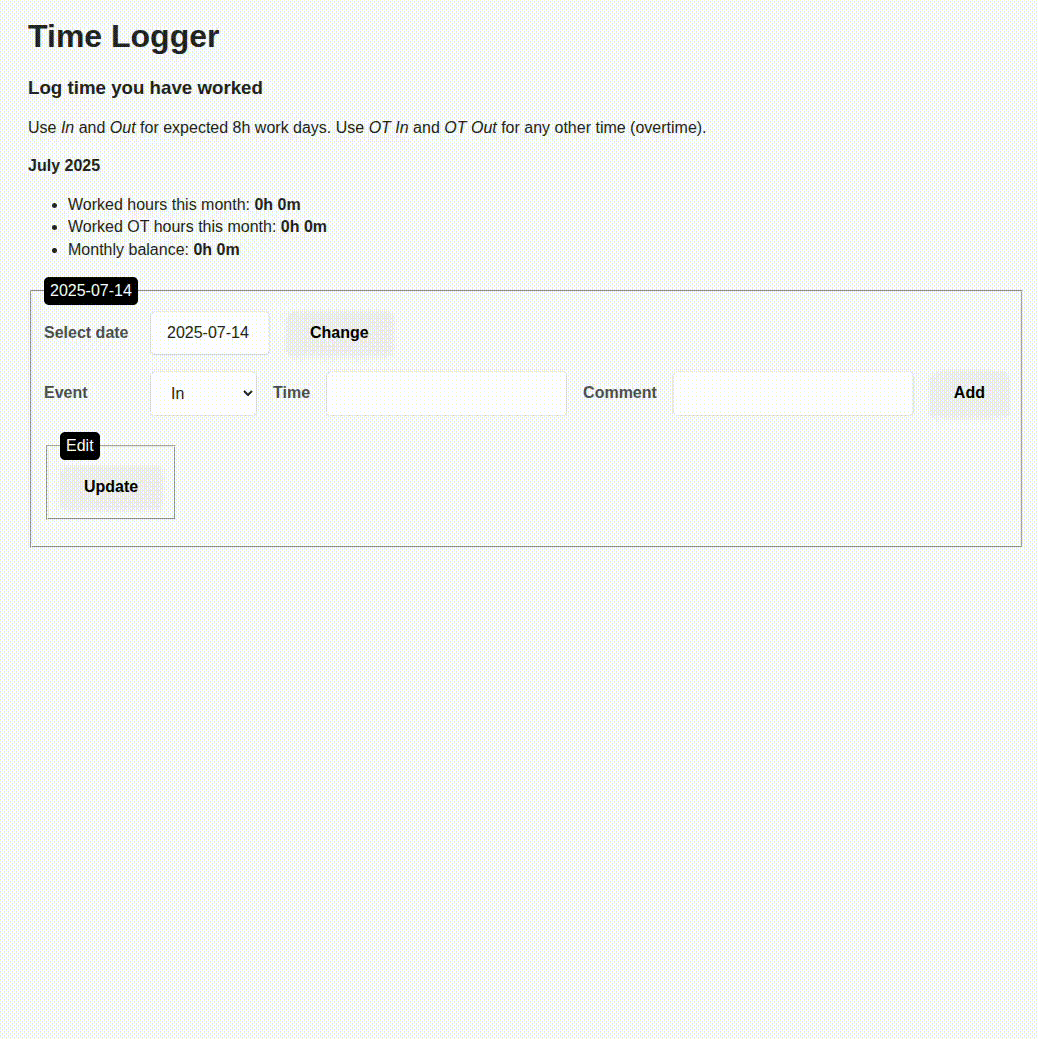 Time Logger
Log time you have worked
Use In and Out for expected 8h work days. Use OT In and OT Out for any other time (overtime).
July 2025
Worked hours this month: 0h 0m
Worked OT hours this month: 0h 0m
Monthly balance: 0h 0m
2025-07-14
Select date 2025-07-14 Change
Event In Time Comment Add
Edit
Update